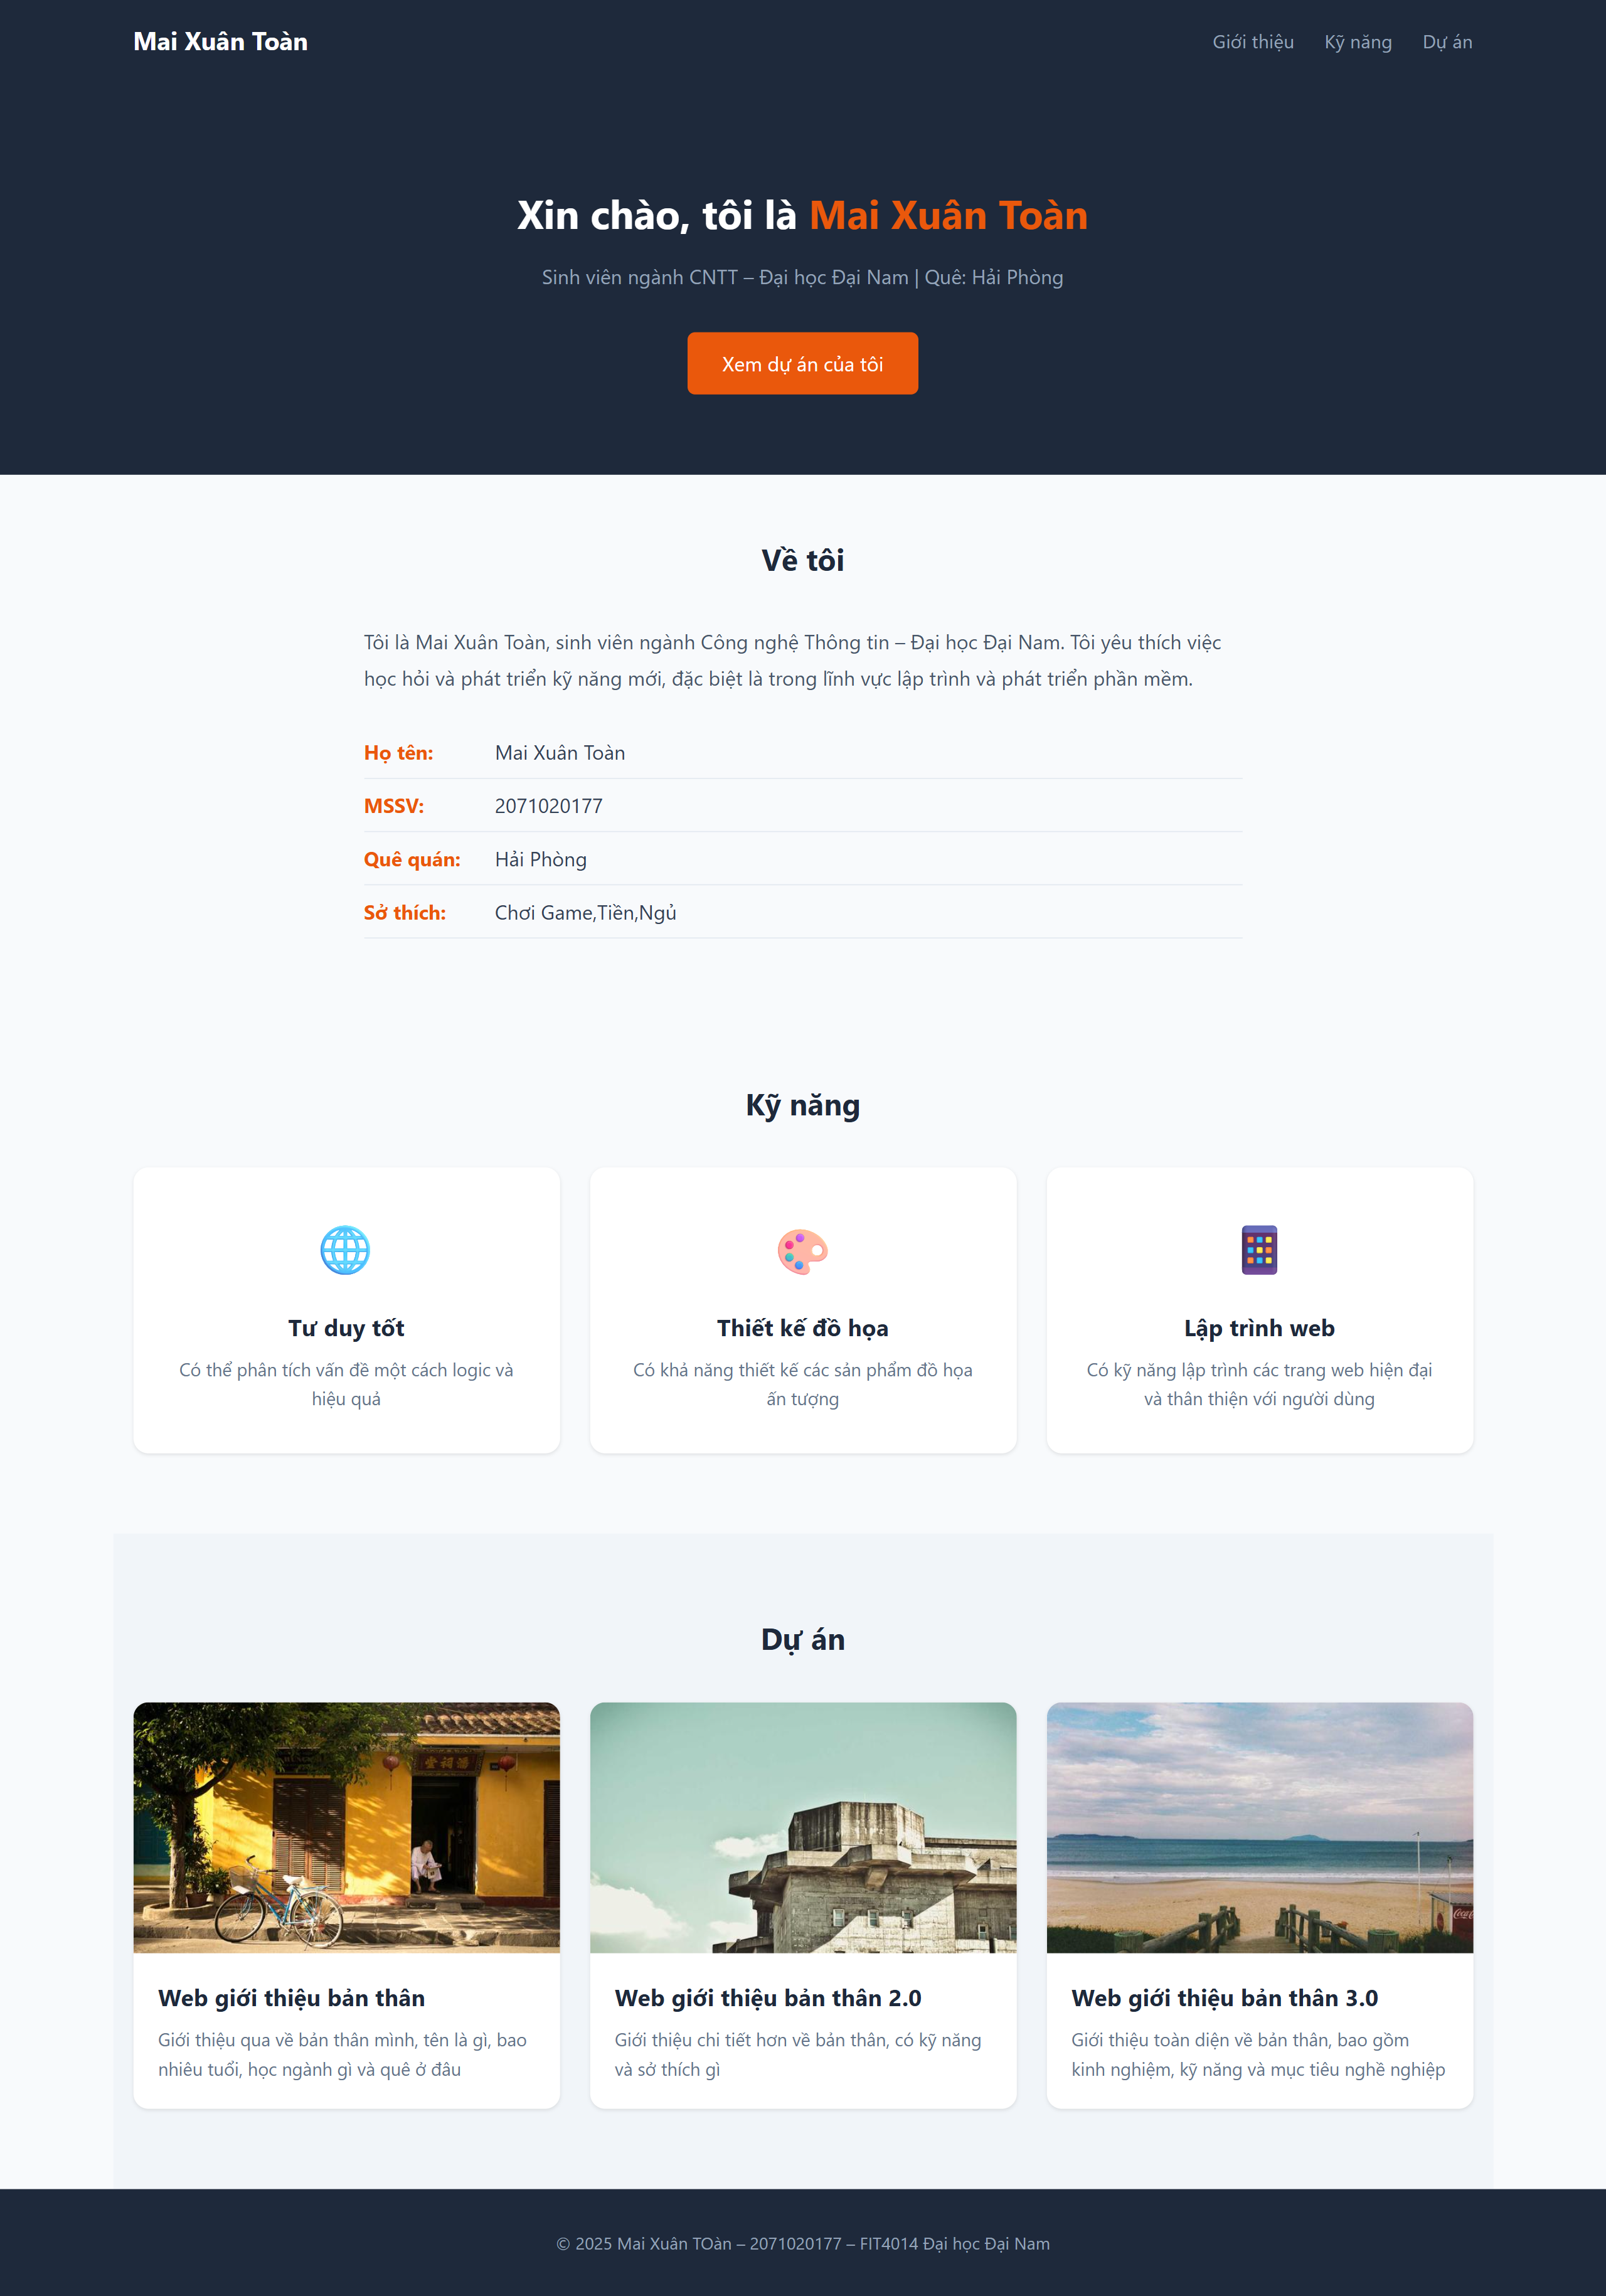 Mai Xuân Toàn
Giới thiệu Kỹ năng Dự án
Xin chào, tôi là Mai Xuân Toàn
Sinh viên ngành CNTT – Đại học Đại Nam | Quê: Hải Phòng
Xem dự án của tôi
Về tôi
Tôi là Mai Xuân Toàn, sinh viên ngành Công nghệ Thông tin – Đại học Đại Nam. Tôi yêu thích việc
học hỏi và phát triển kỹ năng mới, đặc biệt là trong lĩnh vực lập trình và phát triển phần mềm.
Họ tên: Mai Xuân Toàn
MSSV: 2071020177
Quê quán: Hải Phòng
Sở thích: Chơi Game,Tiền,Ngủ
Kỹ năng
Tư duy tốt
Có thể phân tích vấn đề một cách logic và
hiệu quả
Thiết kế đồ họa
Có khả năng thiết kế các sản phẩm đồ họa
ấn tượng
Lập trình web
Có kỹ năng lập trình các trang web hiện đại
và thân thiện với người dùng
Dự án
Web giới thiệu bản thân
Giới thiệu qua về bản thân mình, tên là gì, bao
nhiêu tuổi, học ngành gì và quê ở đâu
Web giới thiệu bản thân 2.0
Giới thiệu chi tiết hơn về bản thân, có kỹ năng
và sở thích gì
Web giới thiệu bản thân 3.0
Giới thiệu toàn diện về bản thân, bao gồm
kinh nghiệm, kỹ năng và mục tiêu nghề nghiệp
© 2025 Mai Xuân TOàn – 2071020177 – FIT4014 Đại học Đại Nam